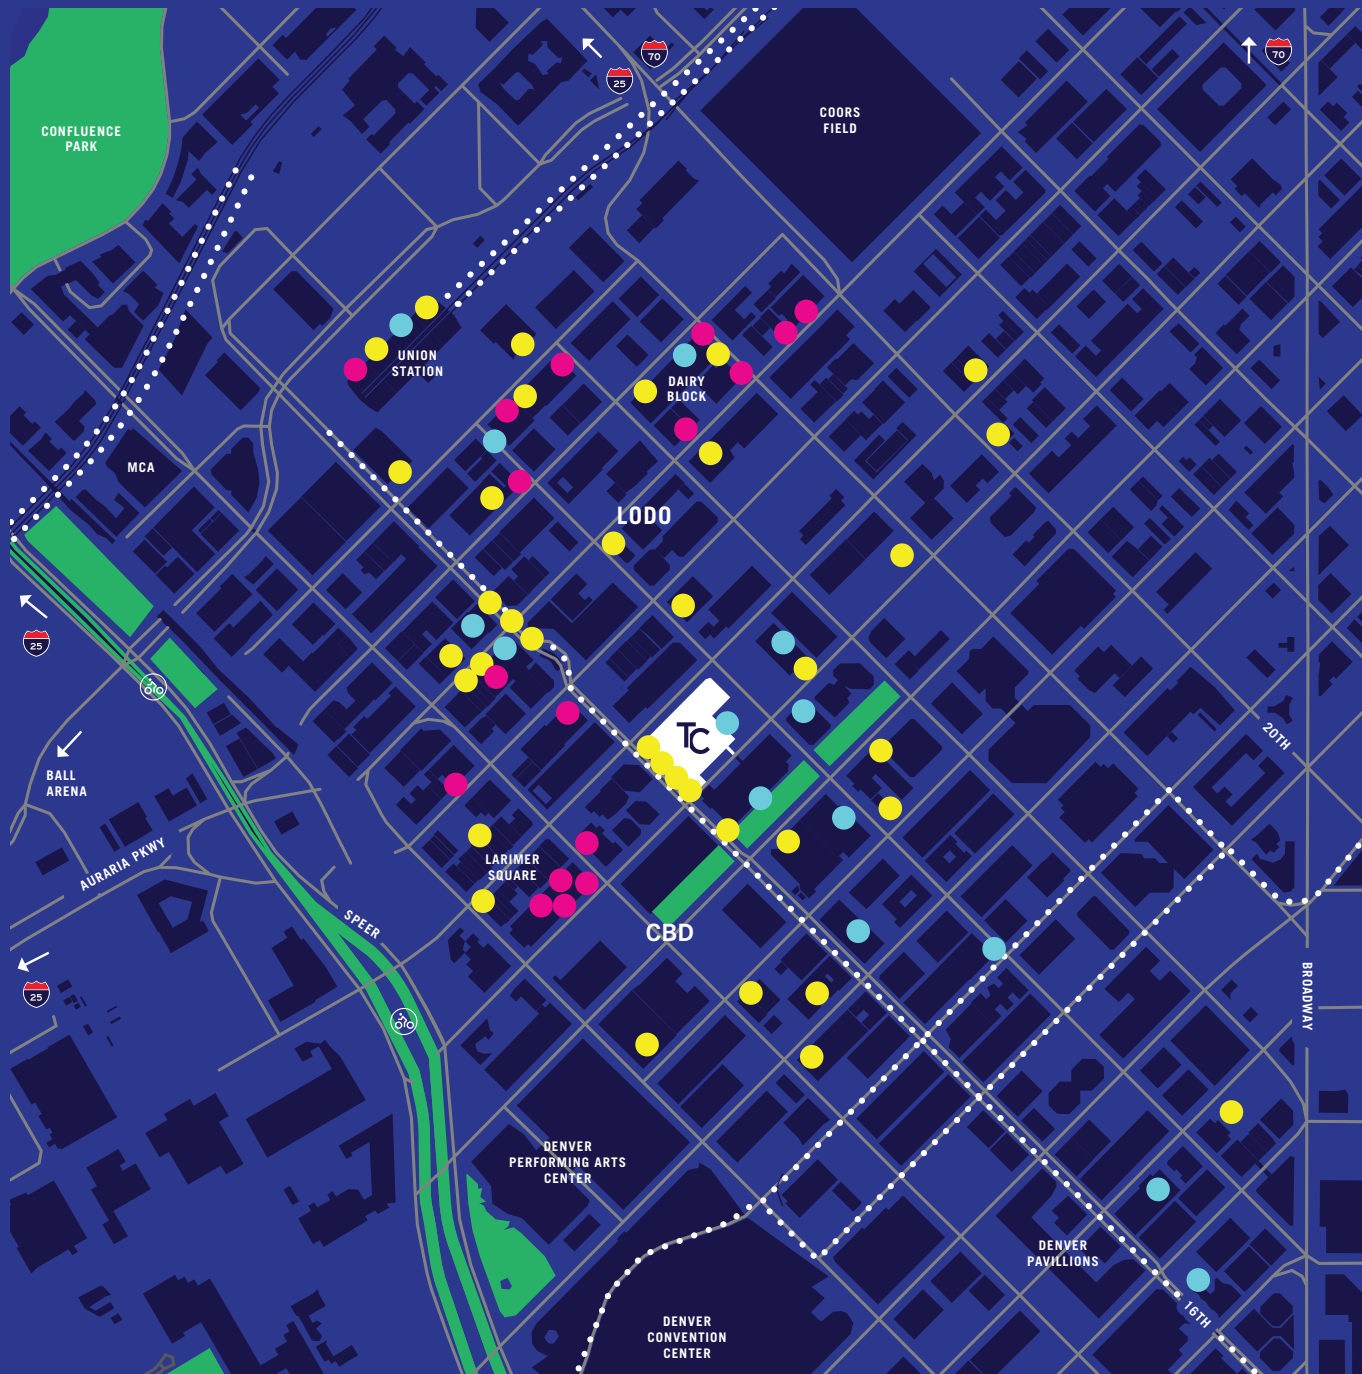 70
25
70
COORS
FIELD
CONFLUENCE
PARK
UNION
STATION
DAIRY
BLOCK
MCA
LODO
25
TC
20TH
BALL
ARENA
AURARIA PKWY
LARIMER
SQUARE
SPEER
CBD
25
BROADWAY
DENVER
PERFORMING ARTS
CENTER
DENVER
PAVILLIONS
16TH
DENVER
CONVENTION
CENTER